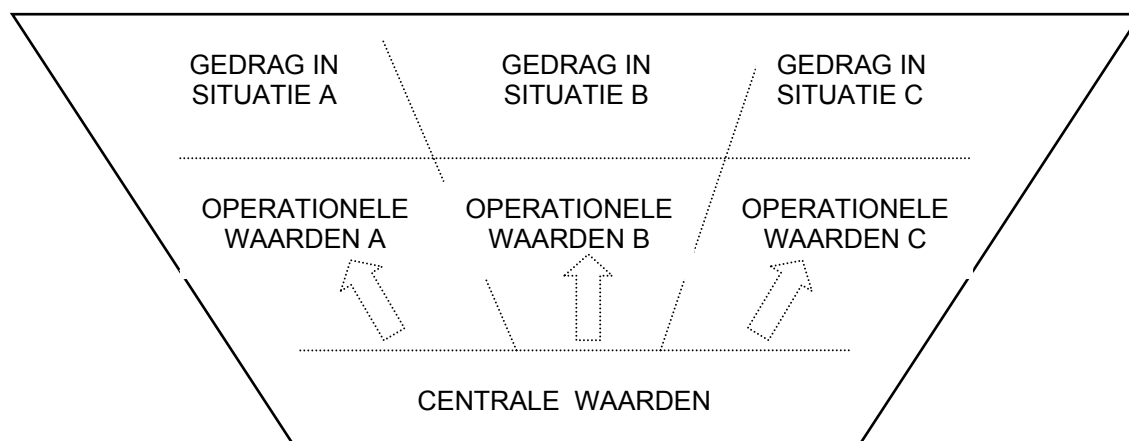 GEDRAG IN
SITUATIE A
GEDRAG IN
SITUATIE B
GEDRAG IN
SITUATIE C
OPERATIONELE
WAARDEN A
OPERATIONELE
WAARDEN B
OPERATIONELE
WAARDEN C
CENTRALE WAARDEN